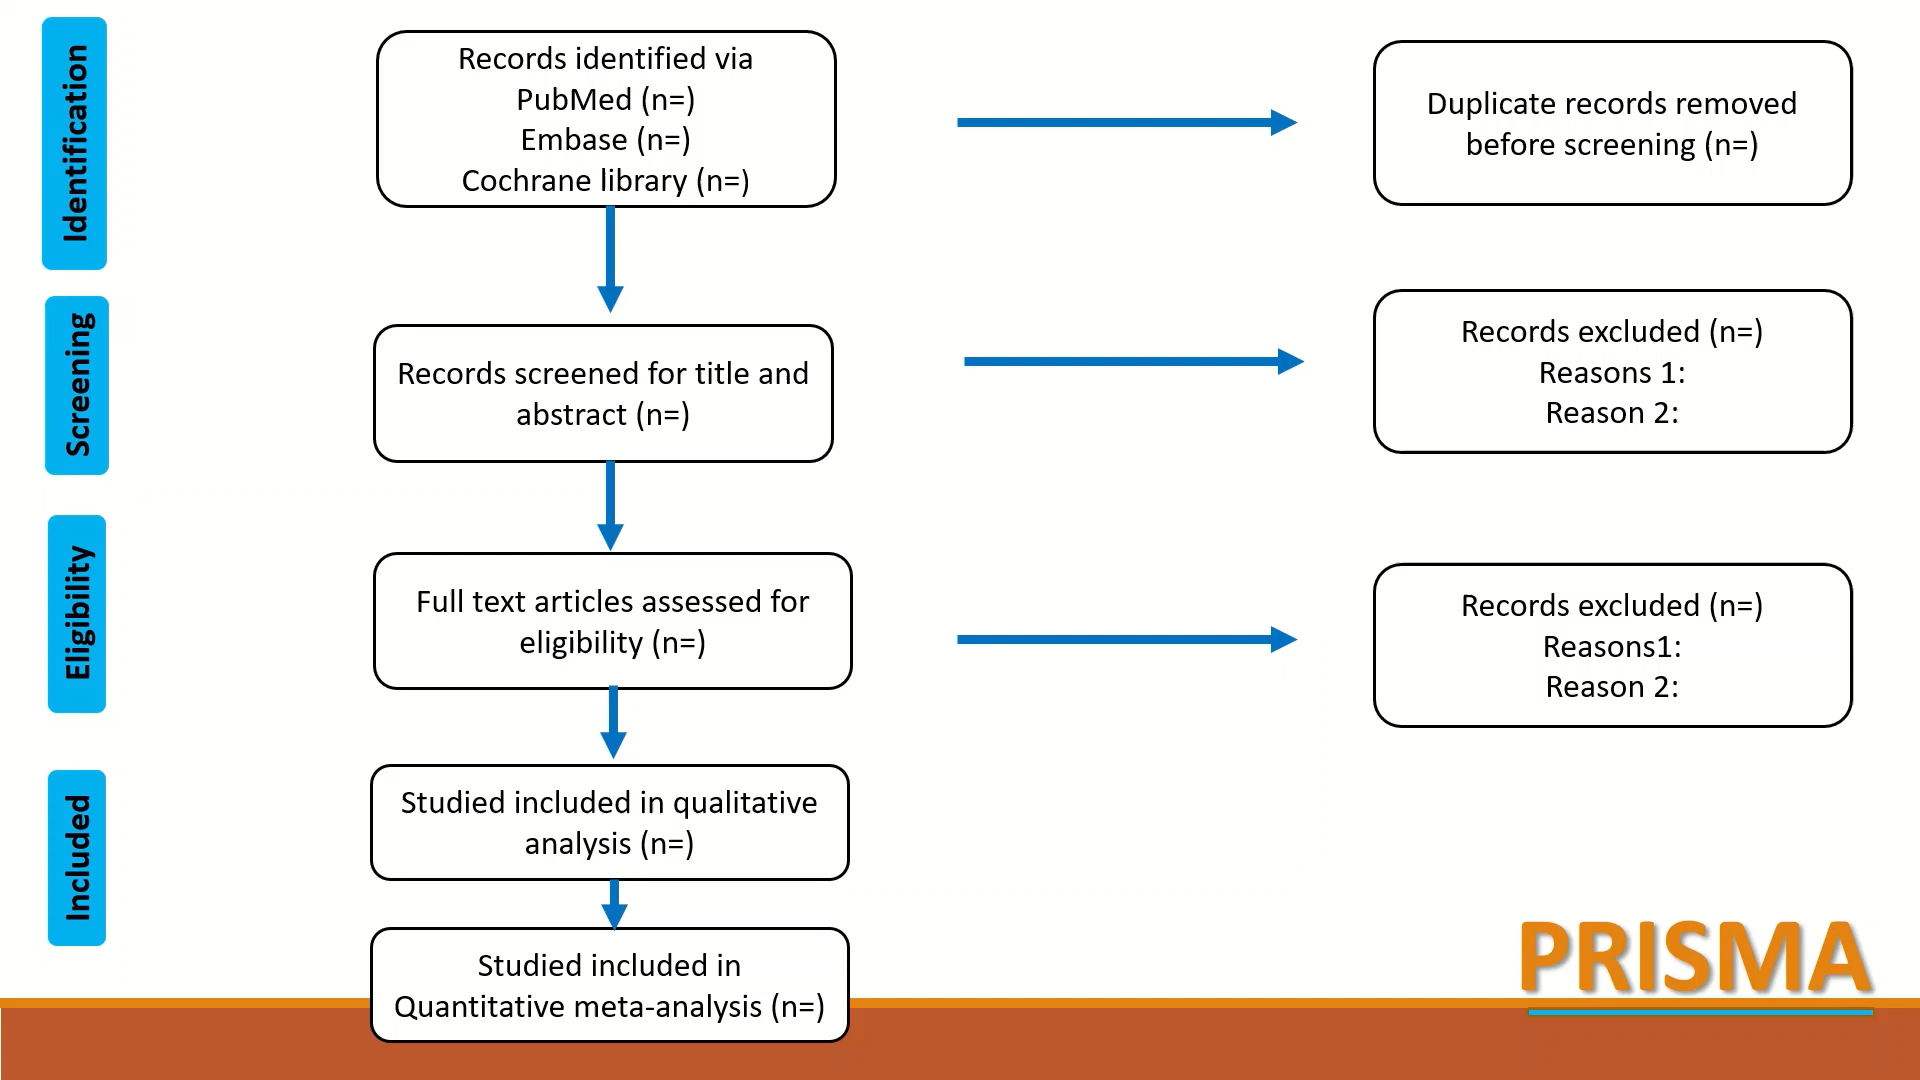 Identification
Records identified via
PubMed (n=)
Embase (n=)
Cochrane library (n=)
Duplicate records removed
before screening (n=)
Screening
Records screened for title and
abstract (n=)
Records excluded (n=)
Reasons 1:
Reason 2:
Eligibility
Full text articles assessed for
eligibility (n=)
Records excluded (n=)
Reasons1:
Reason 2:
Included
Studied included in qualitative
analysis (n=)
Studied included in
Quantitative meta-analysis (n=)
PRISMA